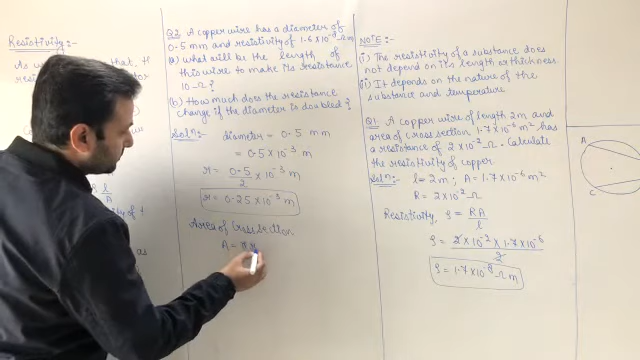 Resistivity:-
R l
A
Q2. A copper wire has a diameter of
0.5 mm and resistivity of 1.6 × 10⁻⁸ Ω m
(a) What will be the length of
this wire to make its resistance
10 Ω ?
(b) How much does the resistance
change if the diameter is doubled ?
Solⁿ:-
diameter = 0.5 mm
= 0.5 × 10⁻³ m
r = 0.5/2 × 10⁻³ m
r = 0.25 × 10⁻³ m
Area of Cross section
A =
NOTE:-
(i) The resistivity of a substance does
not depend on its length or thickness
(ii) It depends on the nature of the
substance and temperature
Q1. A copper wire of length 2m and
area of cross section 1.7 × 10⁻⁶ m² has
a resistance of 2 × 10⁻² Ω. Calculate
the resistivity of copper.
Solⁿ:- l = 2m ; A = 1.7 × 10⁻⁶ m²
R = 2 × 10⁻² Ω
Resistivity, ρ = RA/l
ρ = 2 × 10⁻² × 1.7 × 10⁻⁶/2
ρ = 1.7 × 10⁻⁸ Ω m
A
C